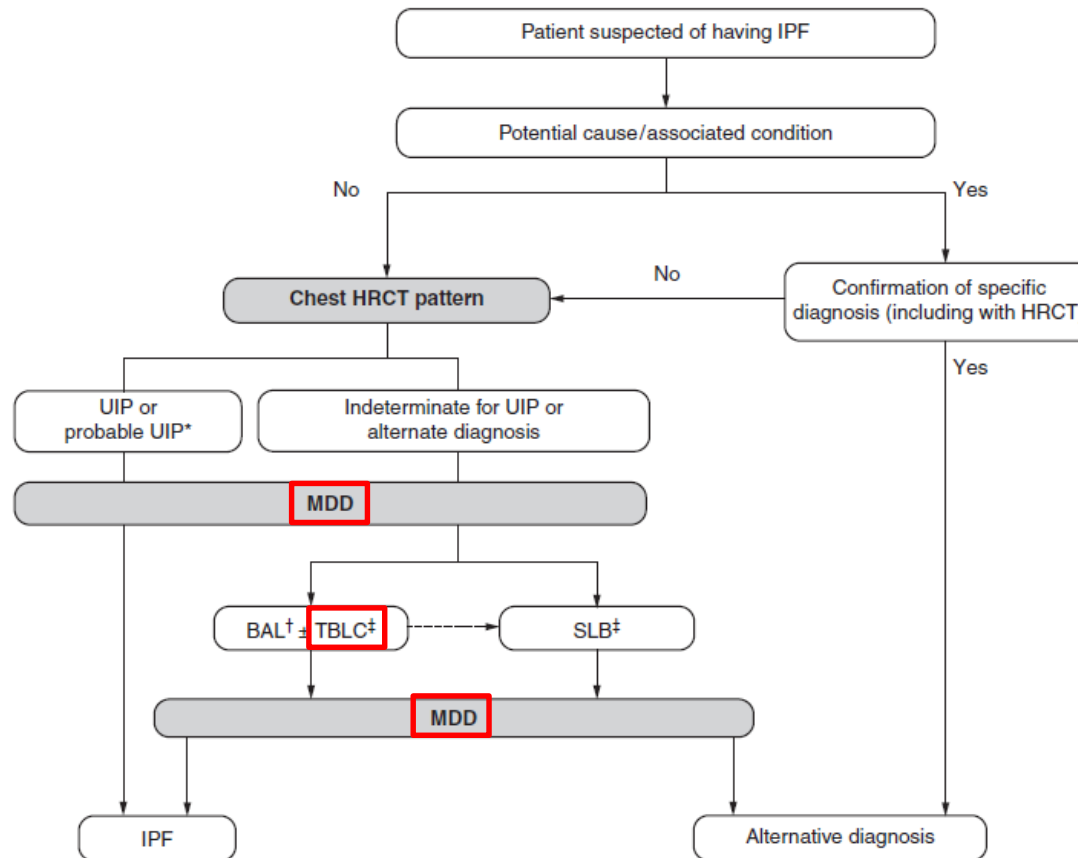 Patient suspected of having IPF
Potential cause/associated condition
No
Yes
No
Chest HRCT pattern
Confirmation of specific
diagnosis (including with HRCT
Yes
UIP or
probable UIP*
Indeterminate for UIP or
alternate diagnosis
MDD
BAL† ± TBLC‡
SLB‡
MDD
IPF
Alternative diagnosis